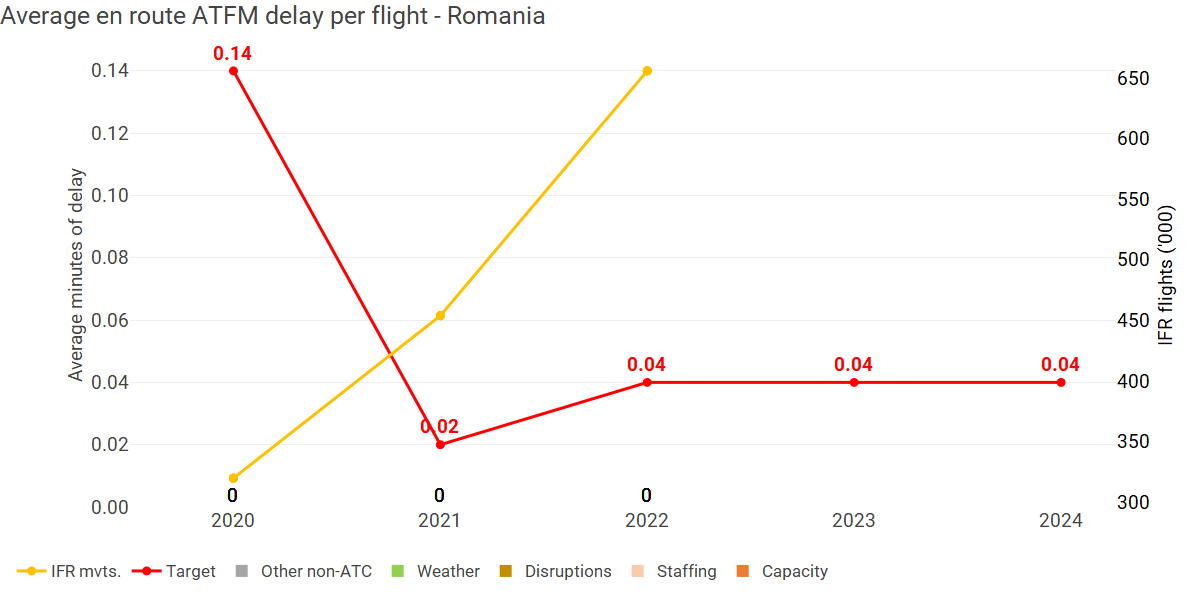 Average en route ATFM delay per flight - Romania
0.14
0.14
650
0.12
600
0.10
550
0.08
500
0.06
450
0.04
0.04
0.04
0.04
400
0.02
0.02
350
0
0
0
0.00
300
2020
2021
2022
2023
2024
Average minutes of delay
IFR flights ('000)
IFR mvts.
Target
Other non-ATC
Weather
Disruptions
Staffing
Capacity